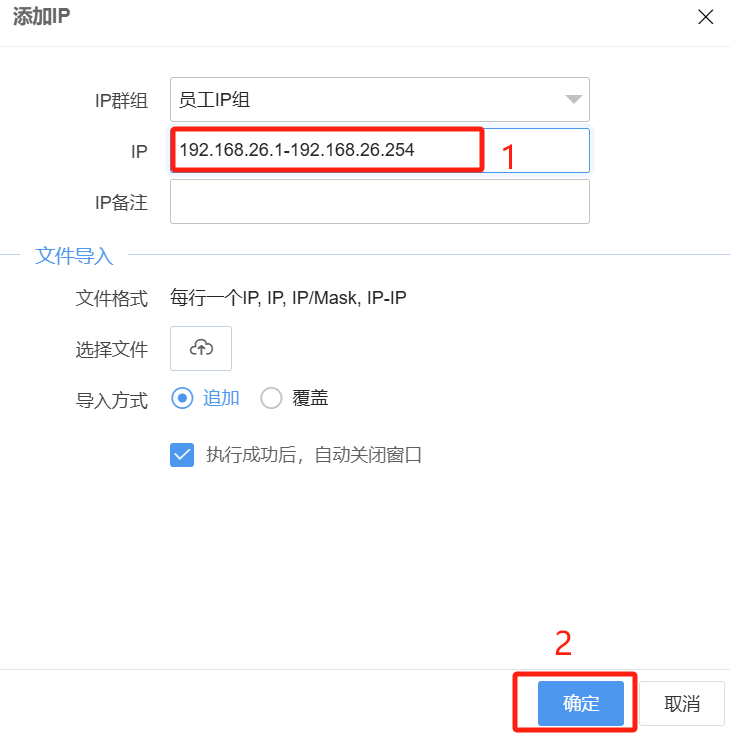 添加IP
IP群组 员工IP组
IP 192.168.26.1-192.168.26.254 1
IP备注
文件导入
文件格式 每行一个IP, IP, IP/Mask, IP-IP
选择文件
导入方式 追加 覆盖
执行成功后，自动关闭窗口
2
确定 取消